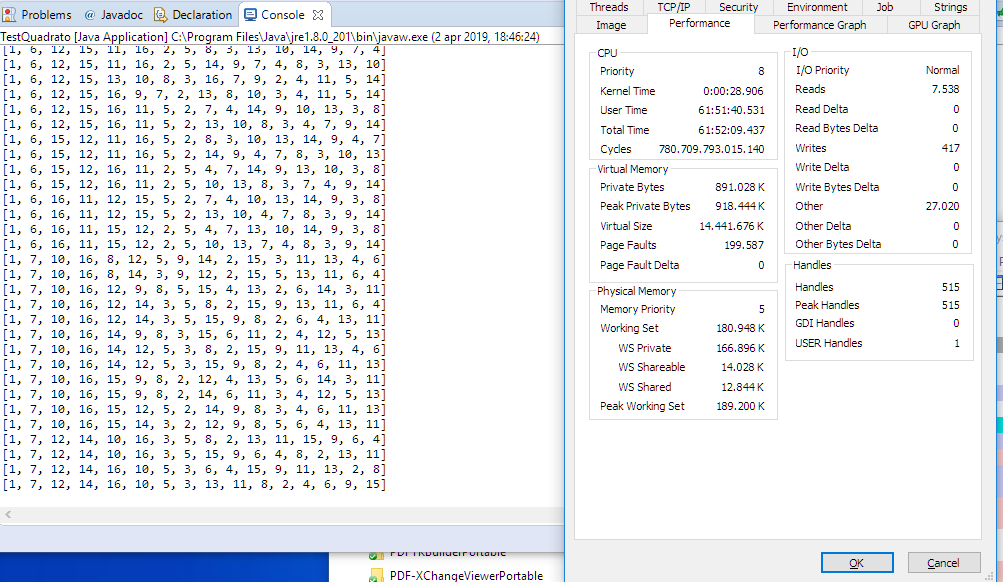 Problems @ Javadoc Declaration Console
TestQuadrato [Java Application] C:\Program Files\Java\jre1.8.0_201\bin\javaw.exe (2 apr 2019, 18:46:24)
[1, 6, 12, 15, 11, 16, 2, 5, 8, 3, 13, 10, 14, 9, 7, 4]
[1, 6, 12, 15, 11, 16, 2, 5, 14, 9, 7, 4, 8, 3, 13, 10]
[1, 6, 12, 15, 13, 10, 8, 3, 16, 7, 9, 2, 4, 11, 5, 14]
[1, 6, 12, 15, 16, 9, 7, 2, 13, 8, 10, 3, 4, 11, 5, 14]
[1, 6, 12, 15, 16, 11, 5, 2, 7, 4, 14, 9, 10, 13, 3, 8]
[1, 6, 12, 15, 16, 11, 5, 2, 13, 10, 8, 3, 4, 7, 9, 14]
[1, 6, 15, 12, 11, 16, 5, 2, 8, 3, 10, 13, 14, 9, 4, 7]
[1, 6, 15, 12, 11, 16, 5, 2, 14, 9, 4, 7, 8, 3, 10, 13]
[1, 6, 15, 12, 16, 11, 2, 5, 4, 7, 14, 9, 13, 10, 3, 8]
[1, 6, 15, 12, 16, 11, 2, 5, 10, 13, 8, 3, 7, 4, 9, 14]
[1, 6, 16, 11, 12, 15, 5, 2, 7, 4, 10, 13, 14, 9, 3, 8]
[1, 6, 16, 11, 12, 15, 5, 2, 13, 10, 4, 7, 8, 3, 9, 14]
[1, 6, 16, 11, 15, 12, 2, 5, 4, 7, 13, 10, 14, 9, 3, 8]
[1, 6, 16, 11, 15, 12, 2, 5, 10, 13, 7, 4, 8, 3, 9, 14]
[1, 7, 10, 16, 8, 12, 5, 9, 14, 2, 15, 3, 11, 13, 4, 6]
[1, 7, 10, 16, 8, 14, 3, 9, 12, 2, 15, 5, 13, 11, 6, 4]
[1, 7, 10, 16, 12, 9, 8, 5, 15, 4, 13, 2, 6, 14, 3, 11]
[1, 7, 10, 16, 12, 14, 3, 5, 8, 2, 15, 9, 13, 11, 6, 4]
[1, 7, 10, 16, 12, 14, 3, 5, 15, 9, 8, 2, 6, 4, 13, 11]
[1, 7, 10, 16, 14, 9, 8, 3, 15, 6, 11, 2, 4, 12, 5, 13]
[1, 7, 10, 16, 14, 12, 5, 3, 8, 2, 15, 9, 11, 13, 4, 6]
[1, 7, 10, 16, 14, 12, 5, 3, 15, 9, 8, 2, 4, 6, 11, 13]
[1, 7, 10, 16, 15, 9, 8, 2, 12, 4, 13, 5, 6, 14, 3, 11]
[1, 7, 10, 16, 15, 9, 8, 2, 14, 6, 11, 3, 4, 12, 5, 13]
[1, 7, 10, 16, 15, 12, 5, 2, 14, 9, 8, 3, 4, 6, 11, 13]
[1, 7, 10, 16, 15, 14, 3, 2, 12, 9, 8, 5, 6, 4, 13, 11]
[1, 7, 12, 14, 10, 16, 3, 5, 8, 2, 13, 11, 15, 9, 6, 4]
[1, 7, 12, 14, 10, 16, 3, 5, 15, 9, 6, 4, 8, 2, 13, 11]
[1, 7, 12, 14, 16, 10, 5, 3, 6, 4, 15, 9, 11, 13, 2, 8]
[1, 7, 12, 14, 16, 10, 5, 3, 13, 11, 8, 2, 4, 6, 9, 15]
PDF-XChangeViewerPortable
Threads TCP/IP Security Environment Job Strings
Image Performance Performance Graph GPU Graph
CPU
Priority 8
Kernel Time 0:00:28.906
User Time 61:51:40.531
Total Time 61:52:09.437
Cycles 780.709.793.015.140
Virtual Memory
Private Bytes 891.028 K
Peak Private Bytes 918.444 K
Virtual Size 14.441.676 K
Page Faults 199.587
Page Fault Delta 0
Physical Memory
Memory Priority 5
Working Set 180.948 K
WS Private 166.896 K
WS Shareable 14.028 K
WS Shared 12.844 K
Peak Working Set 189.200 K
I/O
I/O Priority Normal
Reads 7.538
Read Delta 0
Read Bytes Delta 0
Writes 417
Write Delta 0
Write Bytes Delta 0
Other 27.020
Other Delta 0
Other Bytes Delta 0
Handles
Handles 515
Peak Handles 515
GDI Handles 0
USER Handles 1
OK Cancel